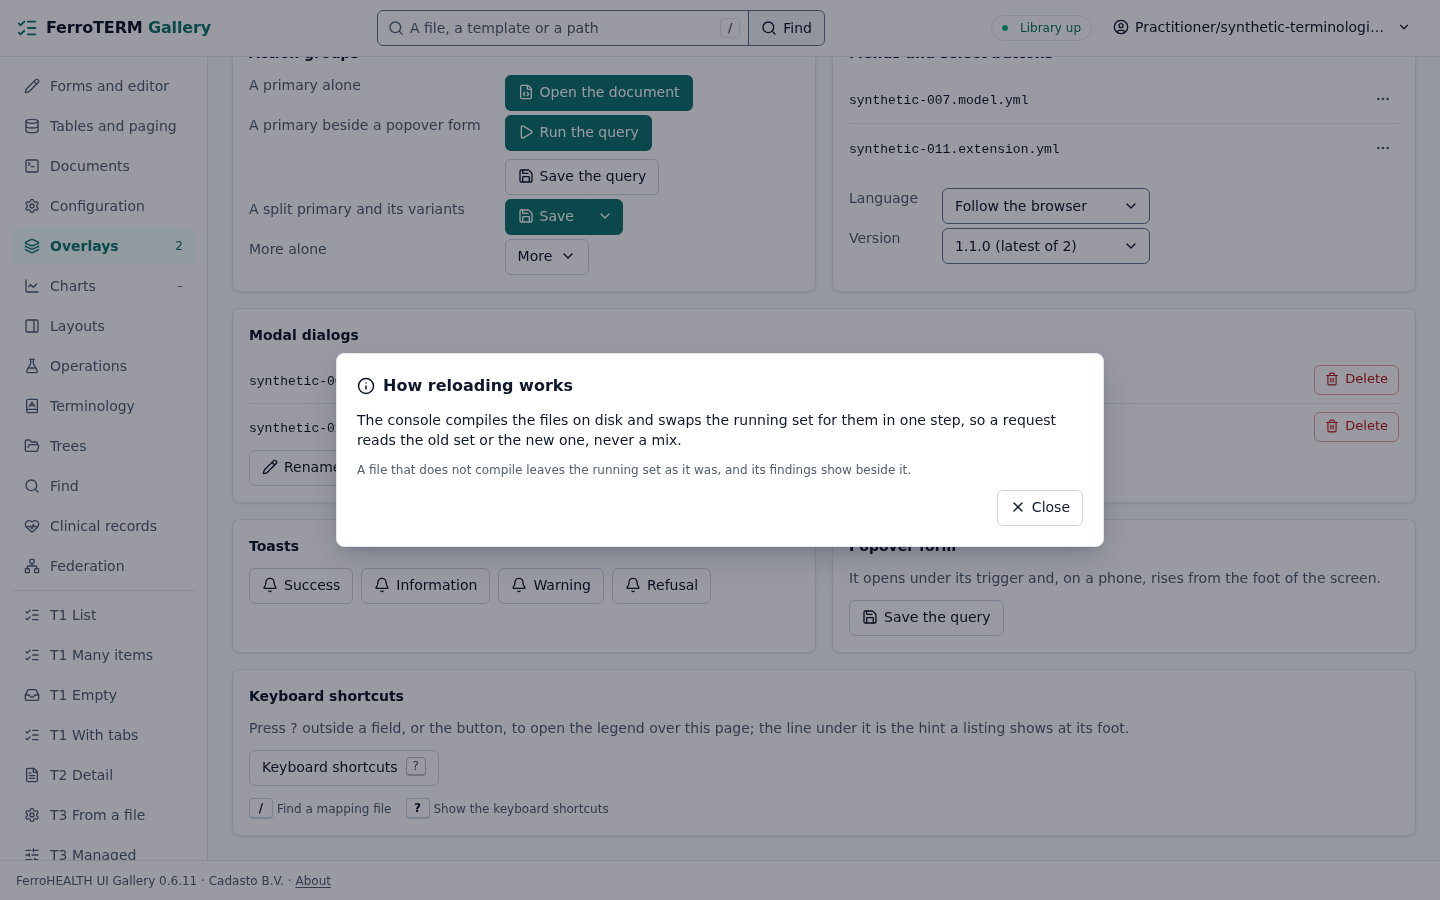 FerroTERM Gallery
A file, a template or a path
/
Find
Library up
Practitioner/synthetic-terminologi...
Forms and editor
Tables and paging
Documents
Configuration
Overlays 2
Charts –
Layouts
Operations
Terminology
Trees
Find
Clinical records
Federation
T1 List
T1 Many items
T1 Empty
T1 With tabs
T2 Detail
T3 From a file
T3 Managed
A primary alone
Open the document
A primary beside a popover form
Run the query
Save the query
A split primary and its variants
Save
More alone
More
synthetic-007.model.yml
synthetic-011.extension.yml
Language
Follow the browser
Version
1.1.0 (latest of 2)
Modal dialogs
Delete
Delete
Rename
How reloading works
The console compiles the files on disk and swaps the running set for them in one step, so a request
reads the old set or the new one, never a mix.
A file that does not compile leaves the running set as it was, and its findings show beside it.
Close
Toasts
Success
Information
Warning
Refusal
Popover form
It opens under its trigger and, on a phone, rises from the foot of the screen.
Save the query
Keyboard shortcuts
Press ? outside a field, or the button, to open the legend over this page; the line under it is the hint a listing shows at its foot.
Keyboard shortcuts ?
/ Find a mapping file ? Show the keyboard shortcuts
FerroHEALTH UI Gallery 0.6.11 · Cadasto B.V. · About